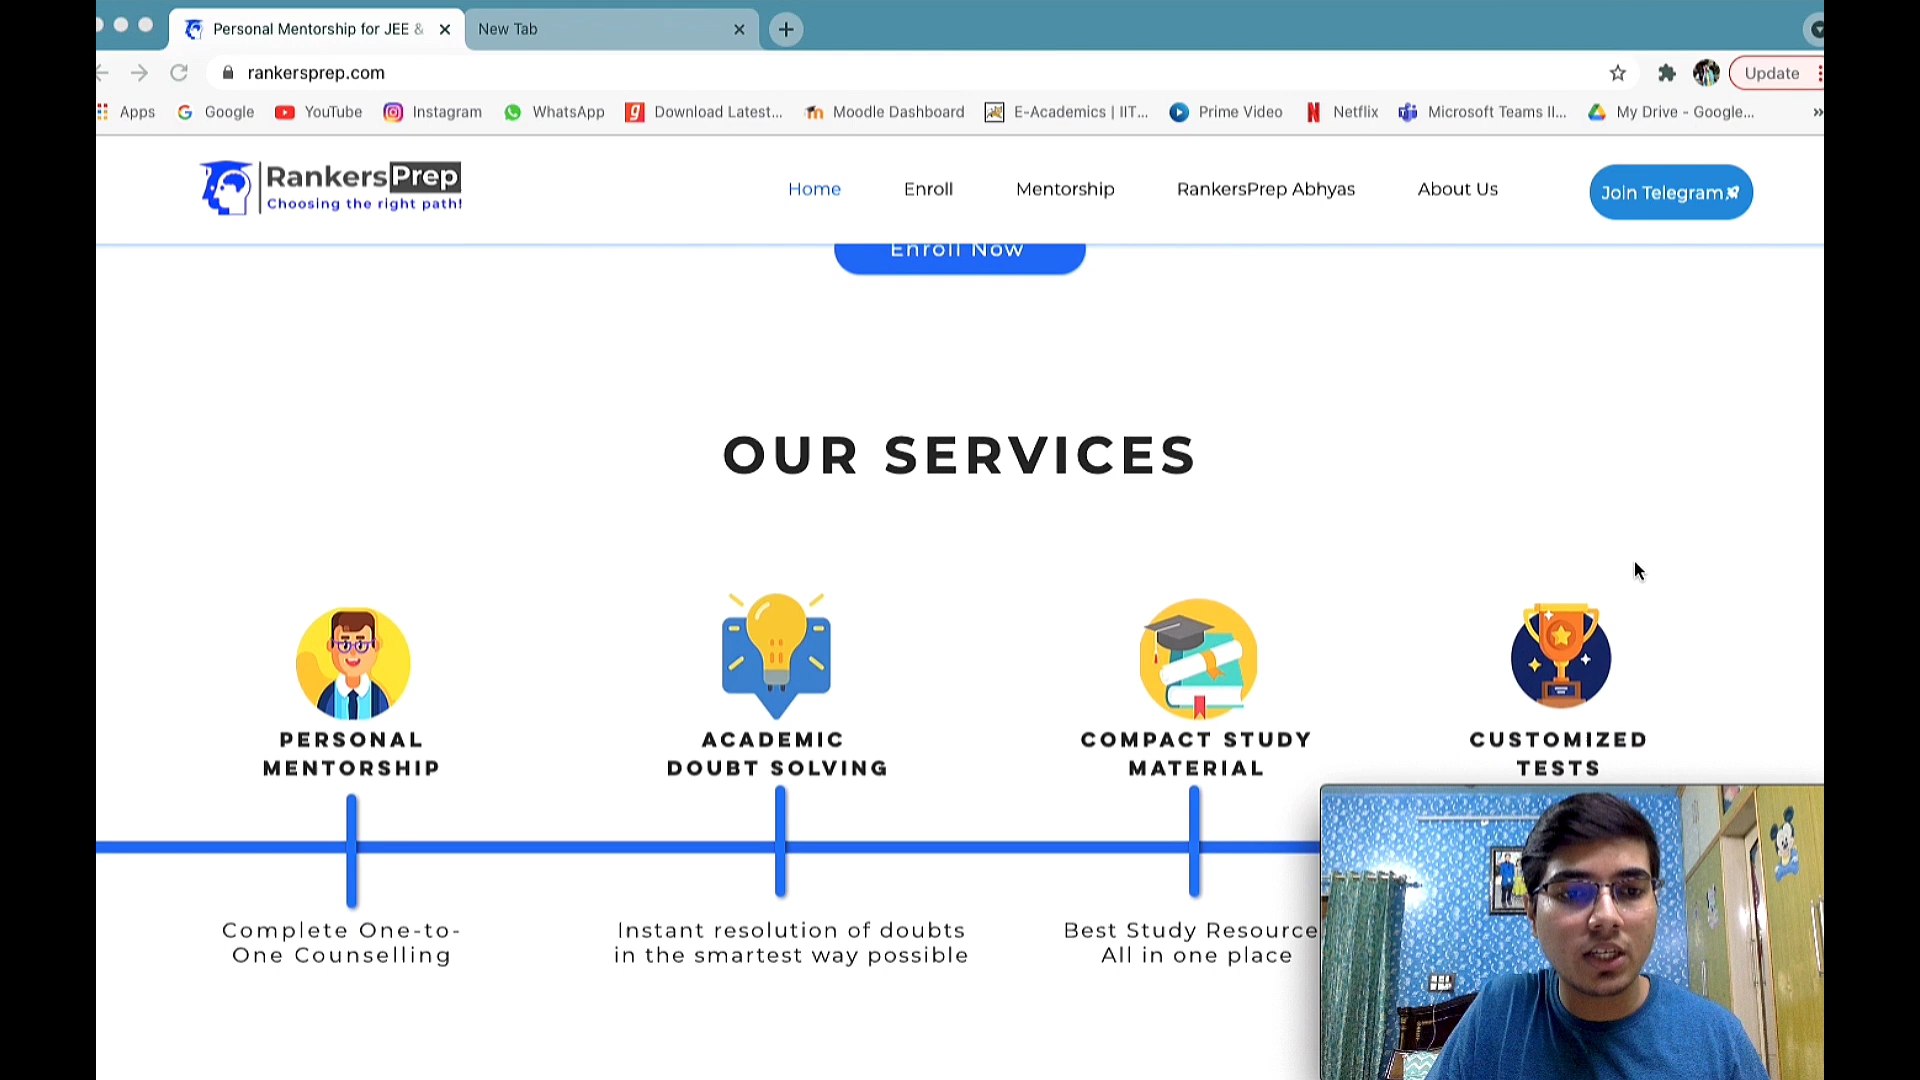 Personal Mentorship for JEE &
New Tab
rankersprep.com
Update
Apps
Google
YouTube
Instagram
WhatsApp
Download Latest...
Moodle Dashboard
E-Academics | IIT...
Prime Video
Netflix
Microsoft Teams II...
My Drive - Google...
RankersPrep
Choosing the right path!
Home
Enroll
Mentorship
RankersPrep Abhyas
About Us
Join Telegram
Enroll Now
OUR SERVICES
PERSONAL
MENTORSHIP
ACADEMIC
DOUBT SOLVING
COMPACT STUDY
MATERIAL
CUSTOMIZED
TESTS
Complete One-to-
One Counselling
Instant resolution of doubts
in the smartest way possible
Best Study Resource
All in one place